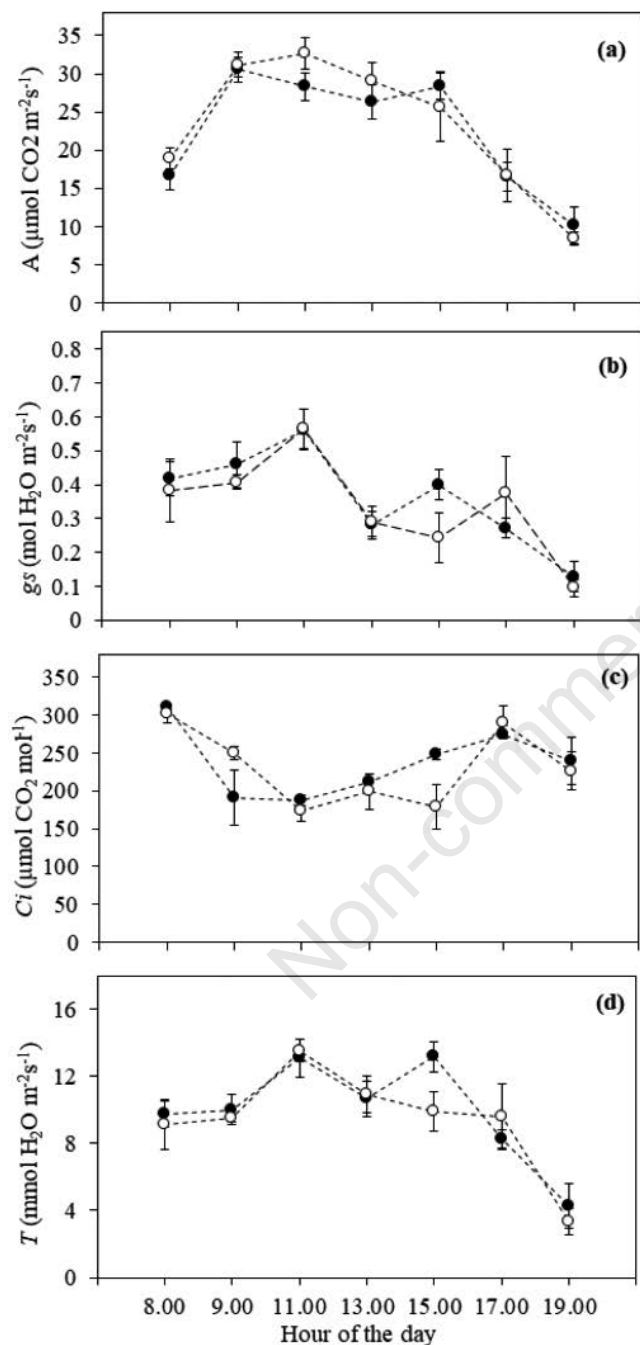 35
30
25
20
15
10
5
0
A (µmol CO2 m⁻²s⁻¹)
(a)
0.8
0.7
0.6
0.5
0.4
0.3
0.2
0.1
0
gs (mol H₂O m⁻²s⁻¹)
(b)
350
300
250
200
150
100
50
0
Ci (µmol CO₂ mol⁻¹)
(c)
16
12
8
4
0
T (mmol H₂O m⁻²s⁻¹)
(d)
8.00 9.00 11.00 13.00 15.00 17.00 19.00
Hour of the day
Non-commer